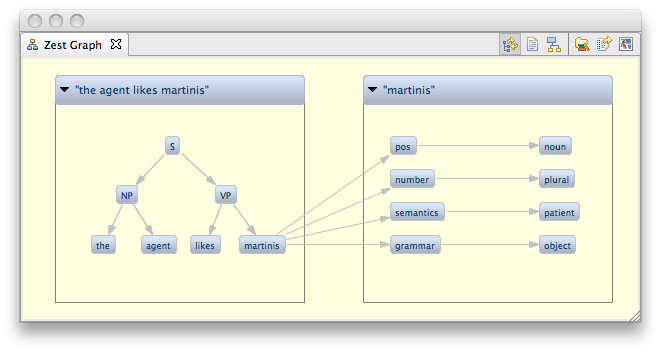 Zest Graph
"the agent likes martinis"
"martinis"
S
NP VP
the agent likes martinis
pos noun
number plural
semantics patient
grammar object